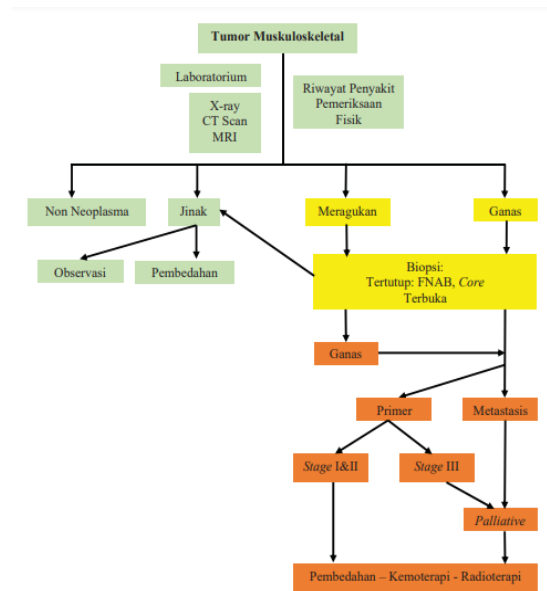 Tumor Muskuloskeletal
Laboratorium
X-ray
CT Scan
MRI
Riwayat Penyakit
Pemeriksaan
Fisik
Non Neoplasma
Jinak
Meragukan
Ganas
Observasi
Pembedahan
Biopsi:
Tertutup: FNAB, Core
Terbuka
Ganas
Primer
Metastasis
Stage I&II
Stage III
Palliative
Pembedahan – Kemoterapi - Radioterapi